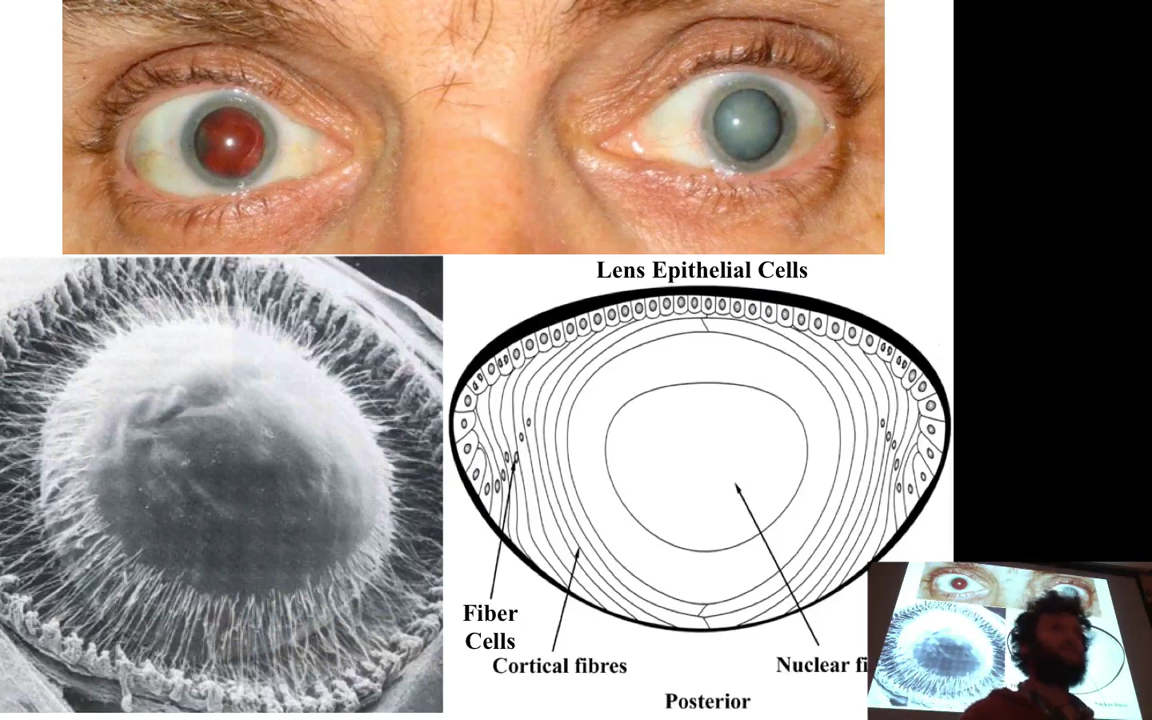 Lens Epithelial Cells
Fiber
Cells
Cortical fibres
Nuclear fi
Posterior